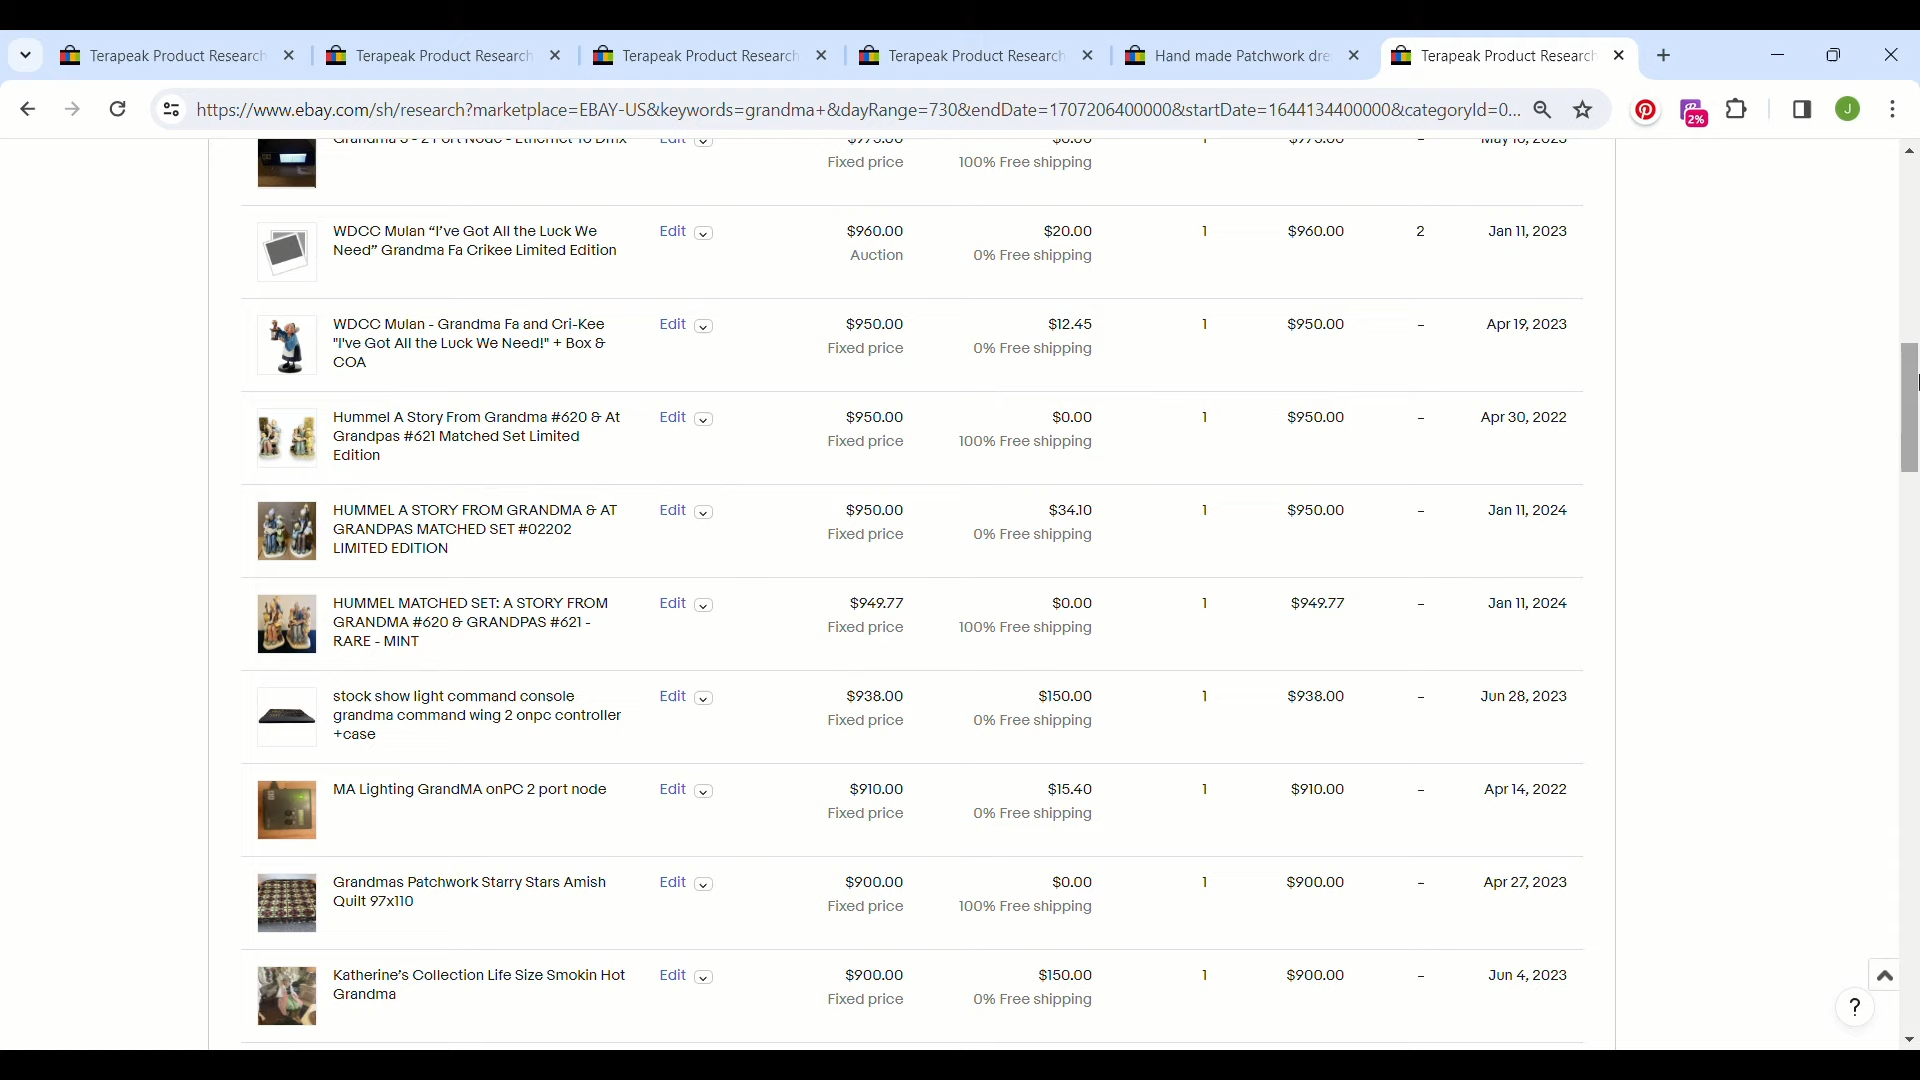 Terapeak Product Research
Terapeak Product Research
Terapeak Product Research
Terapeak Product Research
Hand made Patchwork dre
Terapeak Product Research
https://www.ebay.com/sh/research?marketplace=EBAY-US&keywords=grandma+&dayRange=730&endDate=1707206400000&startDate=1644134400000&categoryId=0...
2%
J
Fixed price 100% Free shipping
WDCC Mulan “I’ve Got All the Luck We Edit $960.00 $20.00 1 $960.00 2 Jan 11, 2023
Need” Grandma Fa Crikee Limited Edition Auction 0% Free shipping
WDCC Mulan - Grandma Fa and Cri-Kee Edit $950.00 $12.45 1 $950.00 - Apr 19, 2023
"I've Got All the Luck We Need!" + Box & Fixed price 0% Free shipping
COA
Hummel A Story From Grandma #620 & At Edit $950.00 $0.00 1 $950.00 - Apr 30, 2022
Grandpas #621 Matched Set Limited Fixed price 100% Free shipping
Edition
HUMMEL A STORY FROM GRANDMA & AT Edit $950.00 $34.10 1 $950.00 - Jan 11, 2024
GRANDPAS MATCHED SET #02202 Fixed price 0% Free shipping
LIMITED EDITION
HUMMEL MATCHED SET: A STORY FROM Edit $949.77 $0.00 1 $949.77 - Jan 11, 2024
GRANDMA #620 & GRANDPAS #621 - Fixed price 100% Free shipping
RARE - MINT
stock show light command console Edit $938.00 $150.00 1 $938.00 - Jun 28, 2023
grandma command wing 2 onpc controller Fixed price 0% Free shipping
+case
MA Lighting GrandMA onPC 2 port node Edit $910.00 $15.40 1 $910.00 - Apr 14, 2022
Fixed price 0% Free shipping
Grandmas Patchwork Starry Stars Amish Edit $900.00 $0.00 1 $900.00 - Apr 27, 2023
Quilt 97x110 Fixed price 100% Free shipping
Katherine’s Collection Life Size Smokin Hot Edit $900.00 $150.00 1 $900.00 - Jun 4, 2023
Grandma Fixed price 0% Free shipping
?